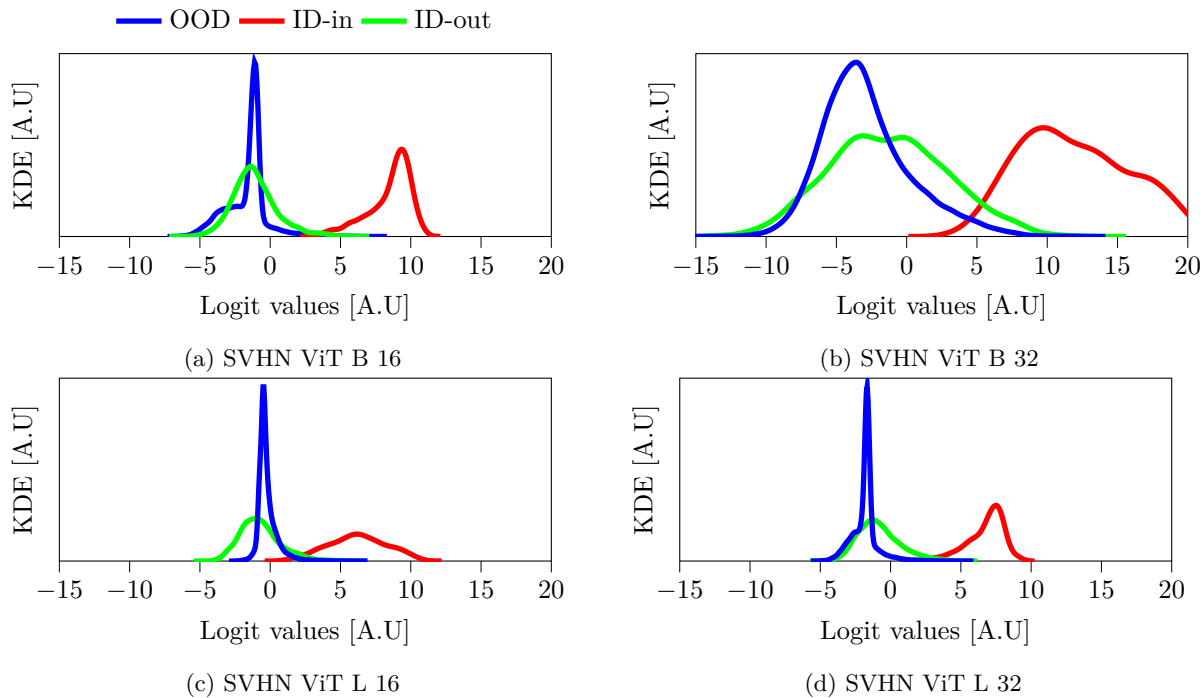 OOD ID-in ID-out
KDE [A.U]
−15 −10 −5 0 5 10 15 20
Logit values [A.U]
(a) SVHN ViT B 16
KDE [A.U]
−15 −10 −5 0 5 10 15 20
Logit values [A.U]
(b) SVHN ViT B 32
KDE [A.U]
−15 −10 −5 0 5 10 15 20
Logit values [A.U]
(c) SVHN ViT L 16
KDE [A.U]
−15 −10 −5 0 5 10 15 20
Logit values [A.U]
(d) SVHN ViT L 32